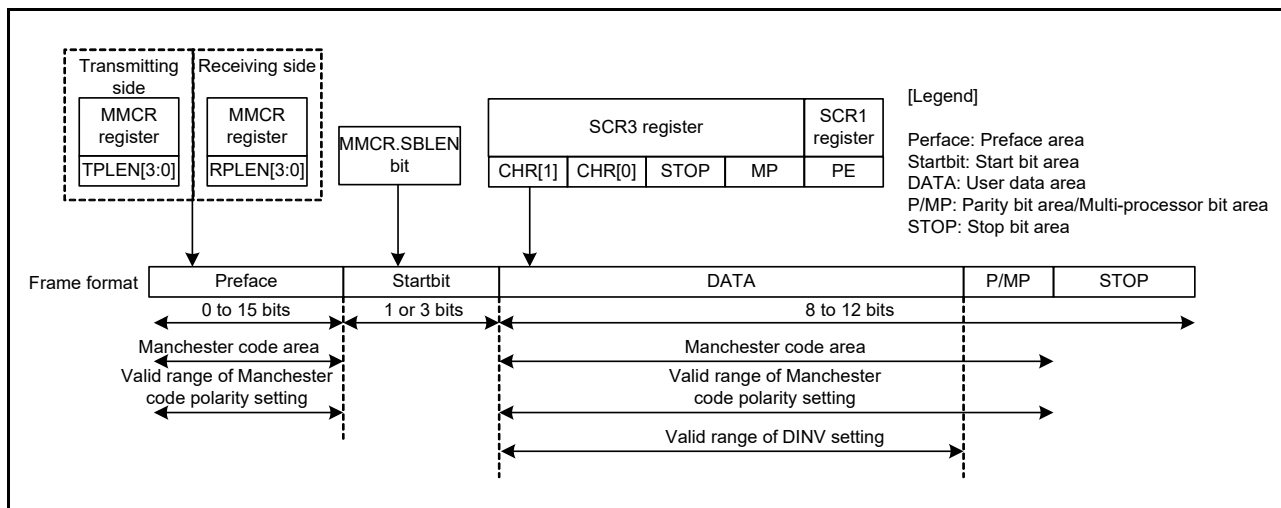 Transmitting
side
Receiving side
MMCR
register
MMCR
register
TPLEN[3:0]
RPLEN[3:0]
MMCR.SBLEN
bit
SCR3 register
SCR1
register
CHR[1]
CHR[0]
STOP
MP
PE
[Legend]
Perface: Preface area
Startbit: Start bit area
DATA: User data area
P/MP: Parity bit area/Multi-processor bit area
STOP: Stop bit area
Frame format
Preface
Startbit
DATA
P/MP
STOP
0 to 15 bits
1 or 3 bits
8 to 12 bits
Manchester code area
Manchester code area
Valid range of Manchester
code polarity setting
Valid range of Manchester
code polarity setting
Valid range of DINV setting